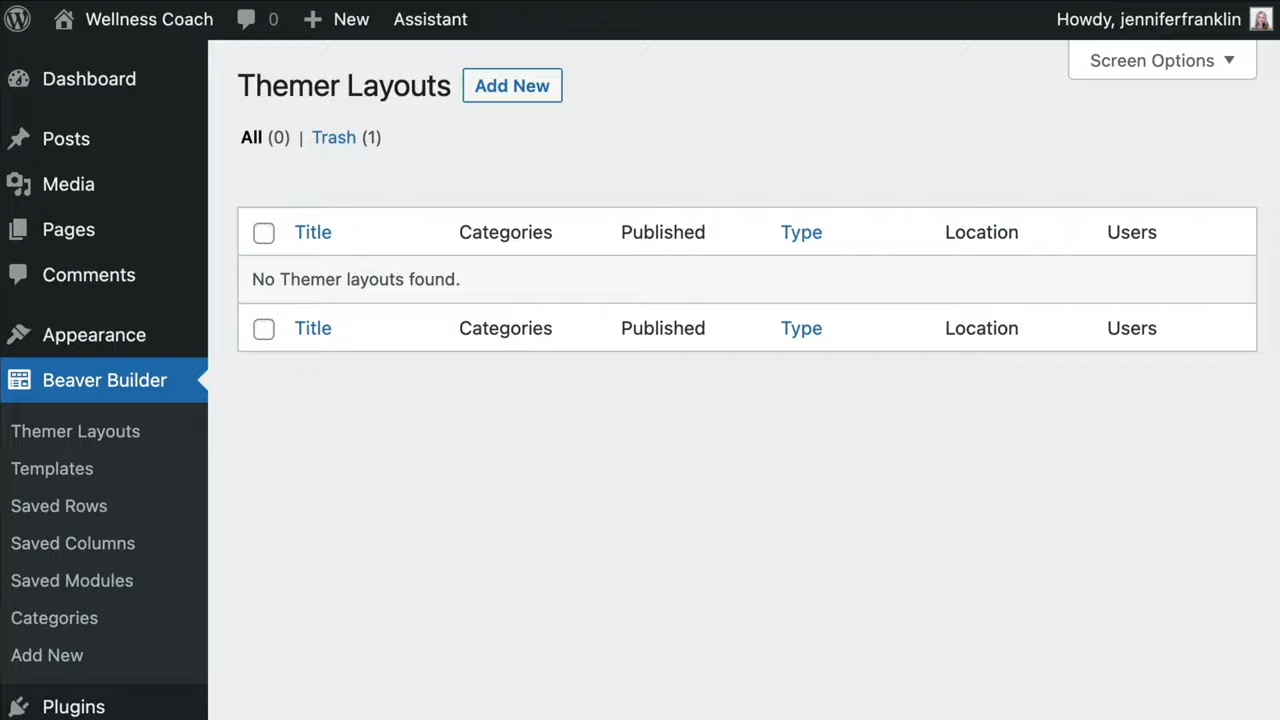 Wellness Coach 0 New Assistant Howdy, jenniferfranklin
Screen Options ▼
Dashboard
Posts
Media
Pages
Comments
Appearance
Beaver Builder
Themer Layouts
Templates
Saved Rows
Saved Columns
Saved Modules
Categories
Add New
Plugins
Themer Layouts Add New
All (0) | Trash (1)
Title Categories Published Type Location Users
No Themer layouts found.
Title Categories Published Type Location Users